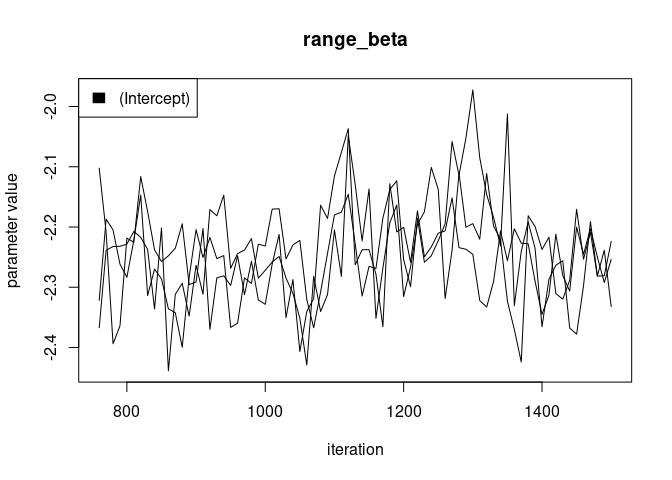 range_beta
(Intercept)
-2.0
-2.1
-2.2
-2.3
-2.4
parameter value
800 1000 1200 1400
iteration